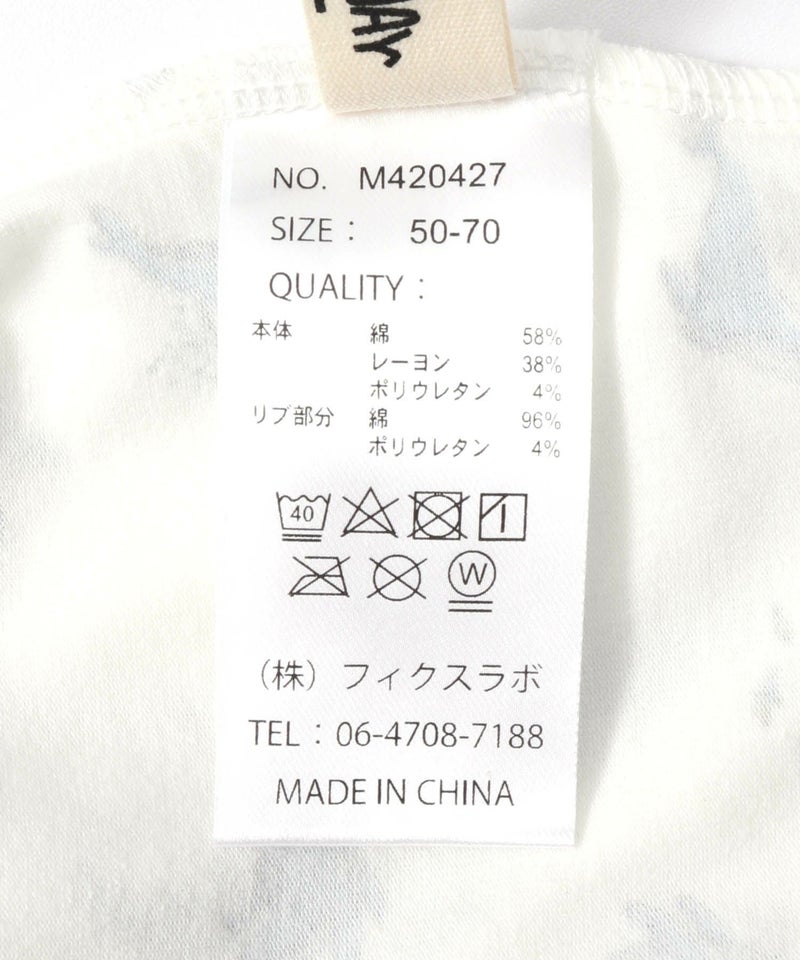 WAY
NO. M420427
SIZE : 50-70
QUALITY :
本体 綿 58%
レーヨン 38%
ポリウレタン 4%
リブ部分 綿 96%
ポリウレタン 4%
40
W
(株) フィクスラボ
TEL : 06-4708-7188
MADE IN CHINA